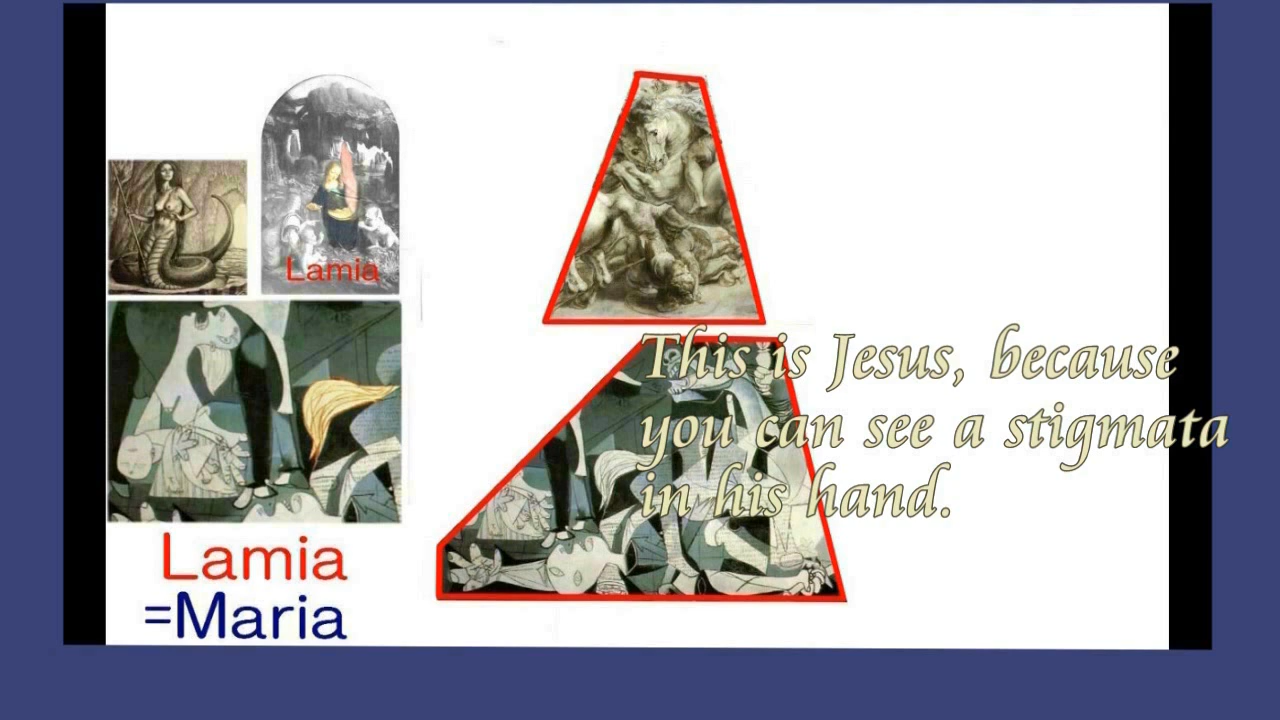 Lamia
This is Jesus, because
you can see a stigmata
in his hand.
Lamia
=Maria